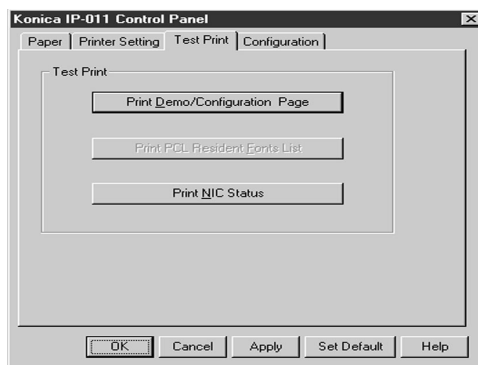 Konica IP-011 Control Panel
Paper Printer Setting Test Print Configuration
Test Print
Print Demo/Configuration Page
Print PCL Resident Fonts List
Print NIC Status
OK Cancel Apply Set Default Help